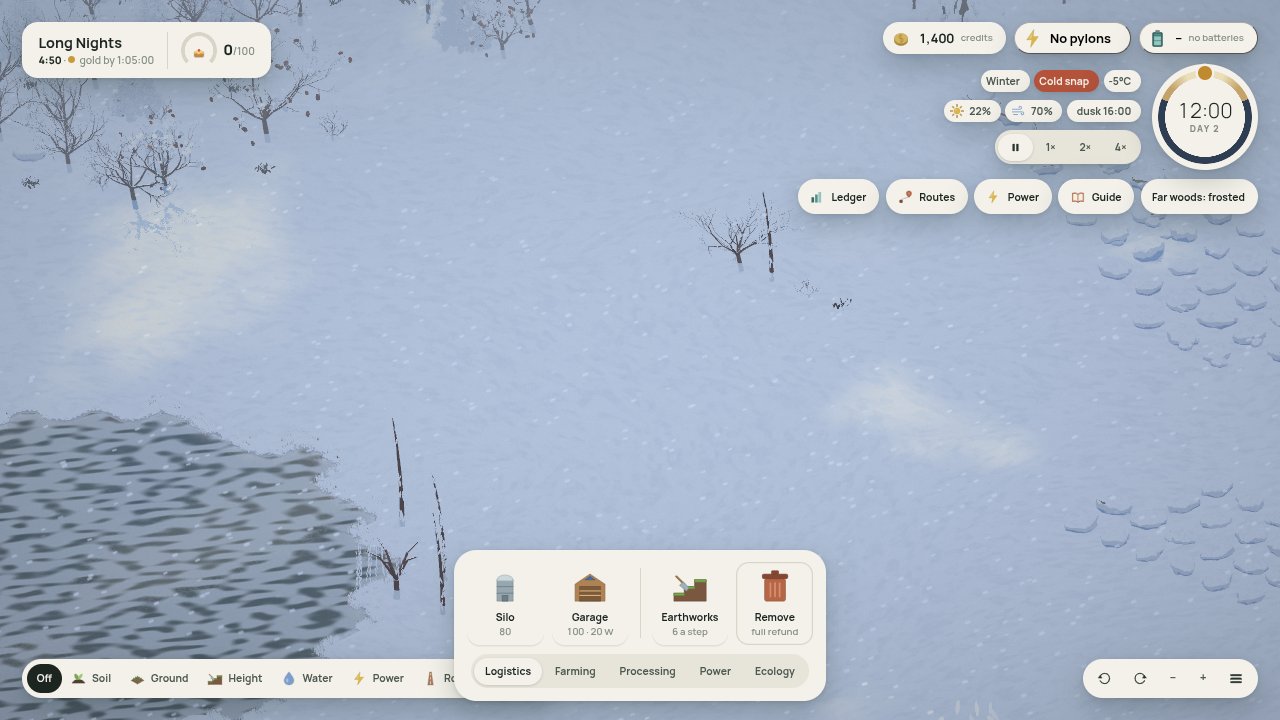 Long Nights
4:50 · gold by 1:05:00
0/100
1,400 credits
No pylons
– no batteries
Winter
Cold snap
-5°C
22%
70%
dusk 16:00
12:00
DAY 2
1×
2×
4×
Ledger
Routes
Power
Guide
Far woods: frosted
Silo
80
Garage
100 · 20 W
Earthworks
6 a step
Remove
full refund
Logistics
Farming
Processing
Power
Ecology
Off
Soil
Ground
Height
Water
Power